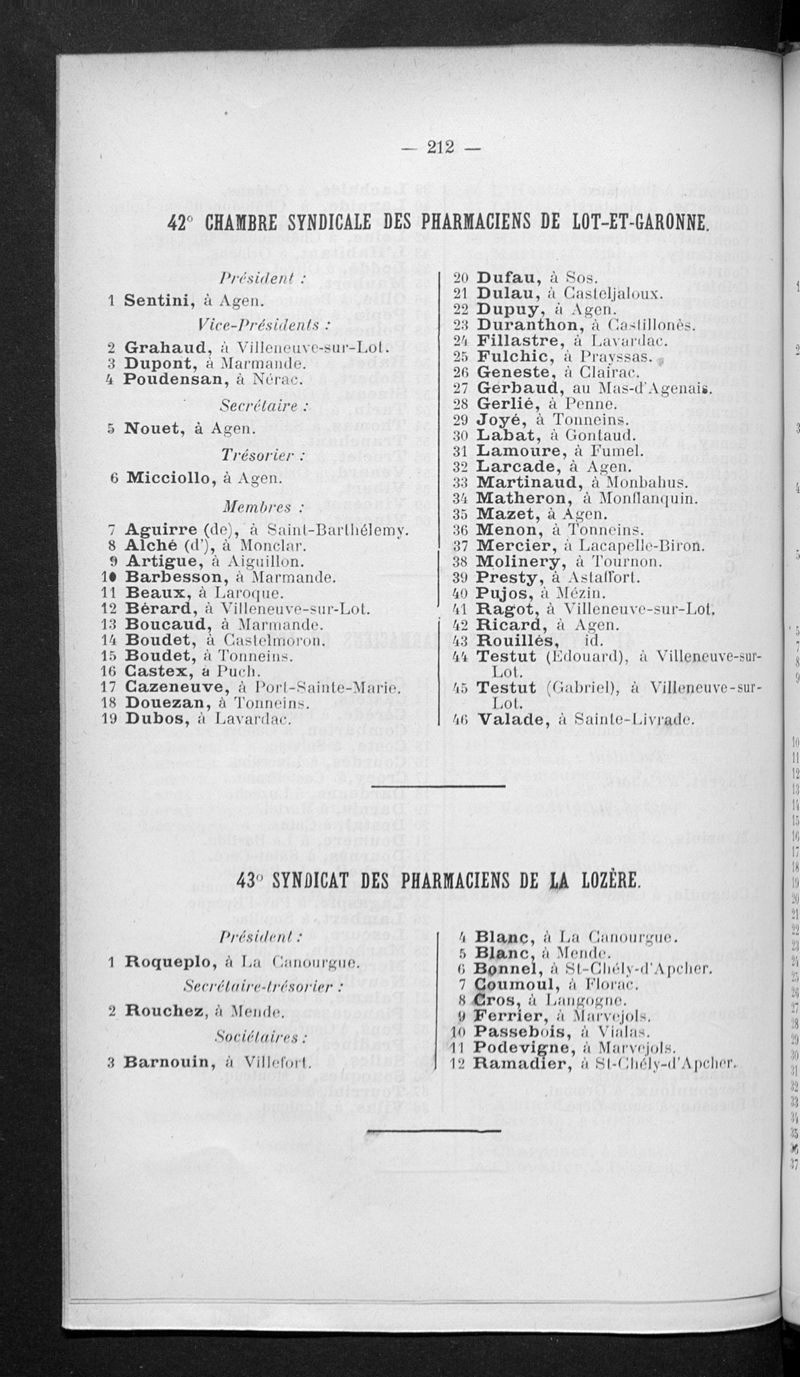 — 212 —
42° CHAMBRE SYNDICALE DES PHARMACIENS DE LOT-ET-GARONNE.
Président :
1 Sentini, à Agen.
Vice-Présidents :
2 Grahaud, à Villeneuve-sur-Lot.
3 Dupont, à Marmande.
4 Poudensan, à Nérac.
Secrétaire :
5 Nouet, à Agen.
Trésorier :
6 Micciollo, à Agen.
Membres :
7 Aguirre (de), à Saint-Barthélemy.
8 Alché (d'), à Monclar.
9 Artigue, à Aiguillon.
10 Barbesson, à Marmande.
11 Beaux, à Laroque.
12 Bérard, à Villeneuve-sur-Lot.
13 Boucaud, à Marmande.
14 Boudet, à Castelmoron.
15 Boudet, à Tonneins.
16 Castex, à Puch.
17 Cazeneuve, à Port-Sainte-Marie.
18 Douezan, à Tonneins.
19 Dubos, à Lavardac.
20 Dufau, à Sos.
21 Dulau, à Casteljaloux.
22 Dupuy, à Agen.
23 Duranthon, à Castillonès.
24 Fillastre, à Lavardac.
25 Fulchic, à Prayssas.
26 Geneste, à Clairac.
27 Gerbaud, au Mas-d'Agenais.
28 Gerlié, à Penne.
29 Joyé, à Tonneins.
30 Labat, à Gontaud.
31 Lamoure, à Fumel.
32 Larcade, à Agen.
33 Martinaud, à Monbahus.
34 Matheron, à Monflanquin.
35 Mazet, à Agen.
36 Menon, à Tonneins.
37 Mercier, à Lacapelle-Biron.
38 Molinery, à Tournon.
39 Presty, à Astaffort.
40 Pujos, à Mézin.
41 Ragot, à Villeneuve-sur-Lot.
42 Ricard, à Agen.
43 Rouillés, id.
44 Testut (Edouard), à Villeneuve-sur-
Lot.
45 Testut (Gabriel), à Villeneuve-sur-
Lot.
46 Valade, à Sainte-Livrade.
43° SYNDICAT DES PHARMACIENS DE LA LOZÈRE.
Président :
1 Roqueplo, à La Canourgue.
Secrétaire-trésorier :
2 Rouchez, à Mende.
Sociétaires :
3 Barnouin, à Villefort.
4 Blanc, à La Canourgue.
5 Blanc, à Mende.
6 Bonnel, à St-Chély-d'Apcher.
7 Coumoul, à Florac.
8 Cros, à Langogne.
9 Ferrier, à Marvejols.
10 Passebois, à Vialas.
11 Podevigne, à Marvejols.
12 Ramadier, à St-Chély-d'Apcher.